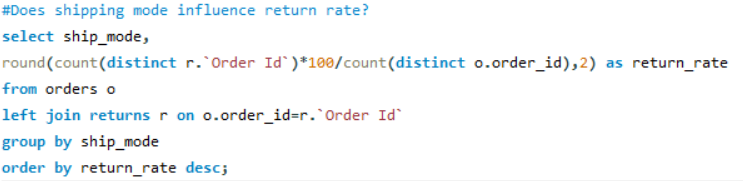 #Does shipping mode influence return rate?
select ship_mode,
round(count(distinct r.`Order Id`)*100/count(distinct o.order_id),2) as return_rate
from orders o
left join returns r on o.order_id=r.`Order Id`
group by ship_mode
order by return_rate desc;